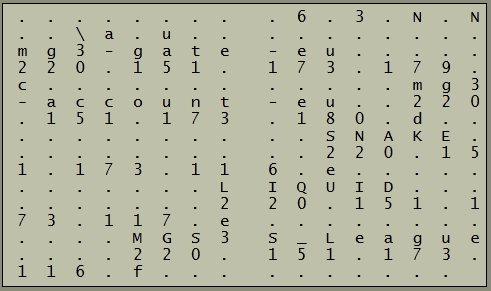 . . . . . . . . . 6 . 3 . N . N
. . \ a . u . . . . . . . . . .
m g 3 - g a t e - e u . . . . .
2 2 0 . 1 5 1 . 1 7 3 . 1 7 9 .
c . . . . . . . . . . . . m g 3
- a c c o u n t - e u . . 2 2 0
. 1 5 1 . 1 7 3 . 1 8 0 . d . .
. . . . . . . . . . S N A K E .
. . . . . . . . . . 2 2 0 . 1 5
1 . 1 7 3 . 1 1 6 . e . . . . .
. . . . . . . L I Q U I D . . .
. . . . . . . 2 2 0 . 1 5 1 . 1
7 3 . 1 1 7 . e . . . . . . . .
. . . . M G S 3 S _ L e a g u e
. . . . 2 2 0 . 1 5 1 . 1 7 3 .
1 1 6 . f . . . . . . . . . . .